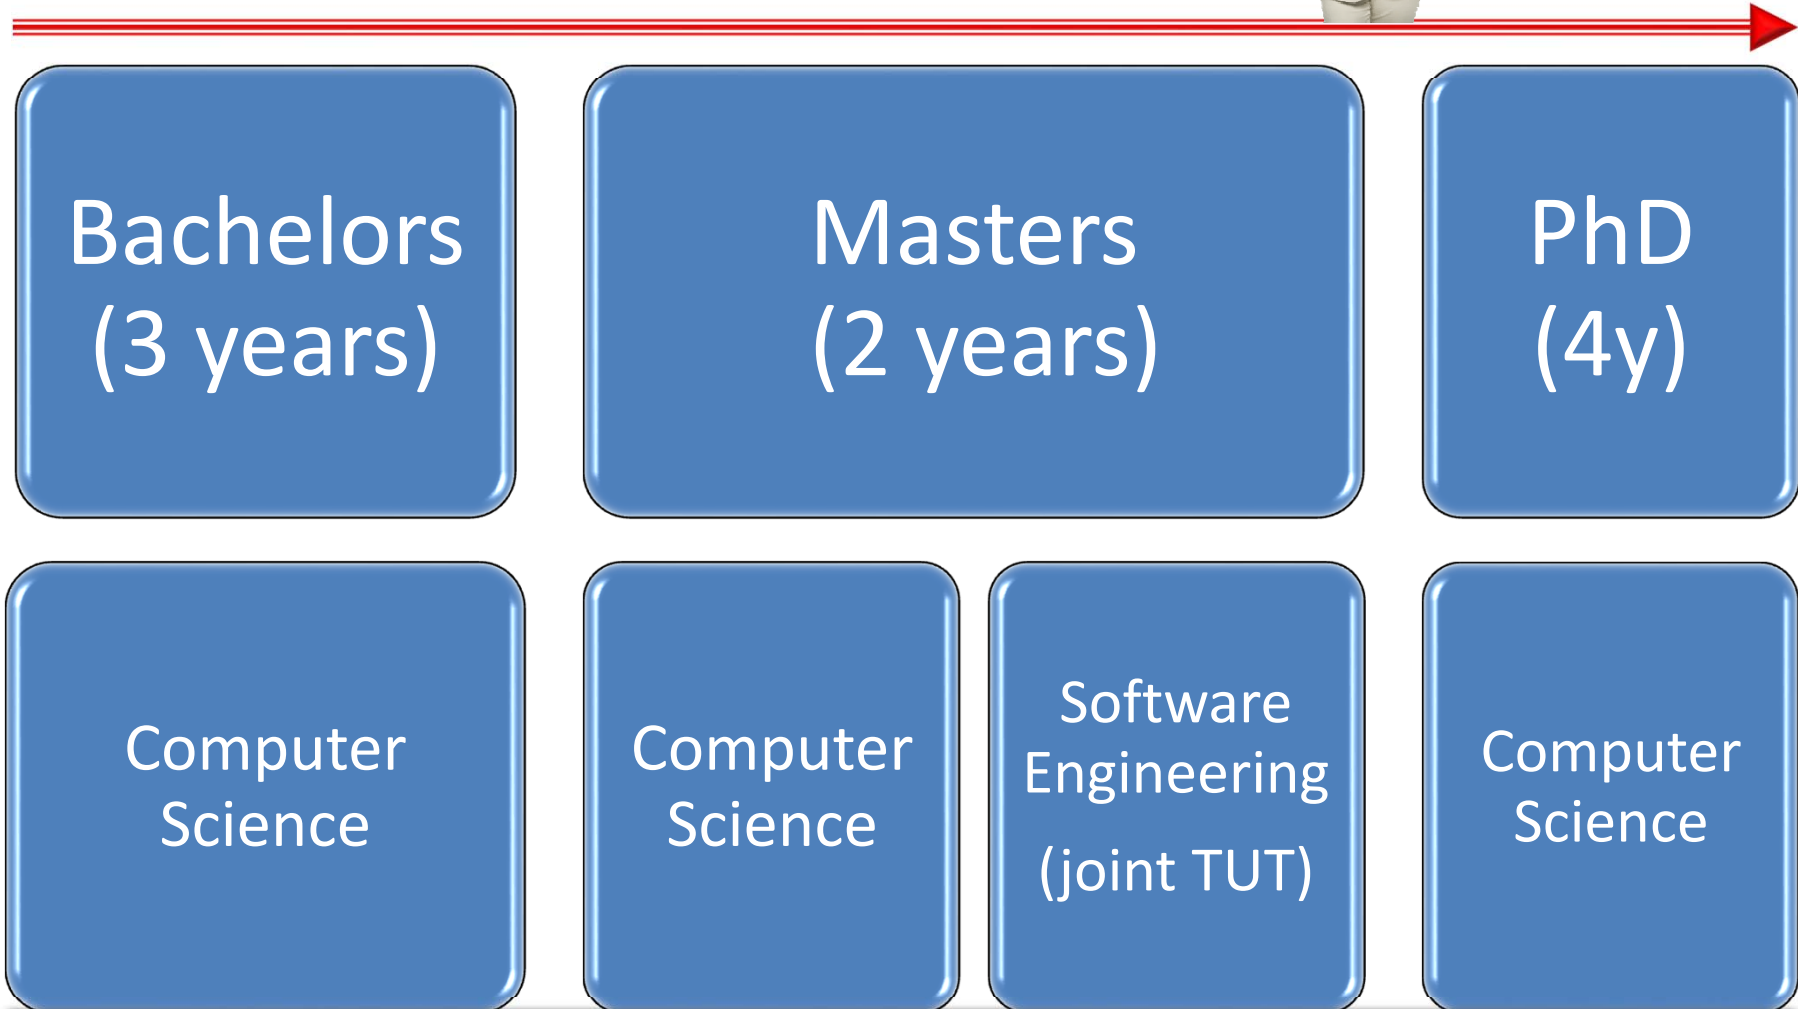 Bachelors
(3 years)
Masters
(2 years)
PhD
(4y)
Computer
Science
Computer
Science
Software
Engineering
(joint TUT)
Computer
Science